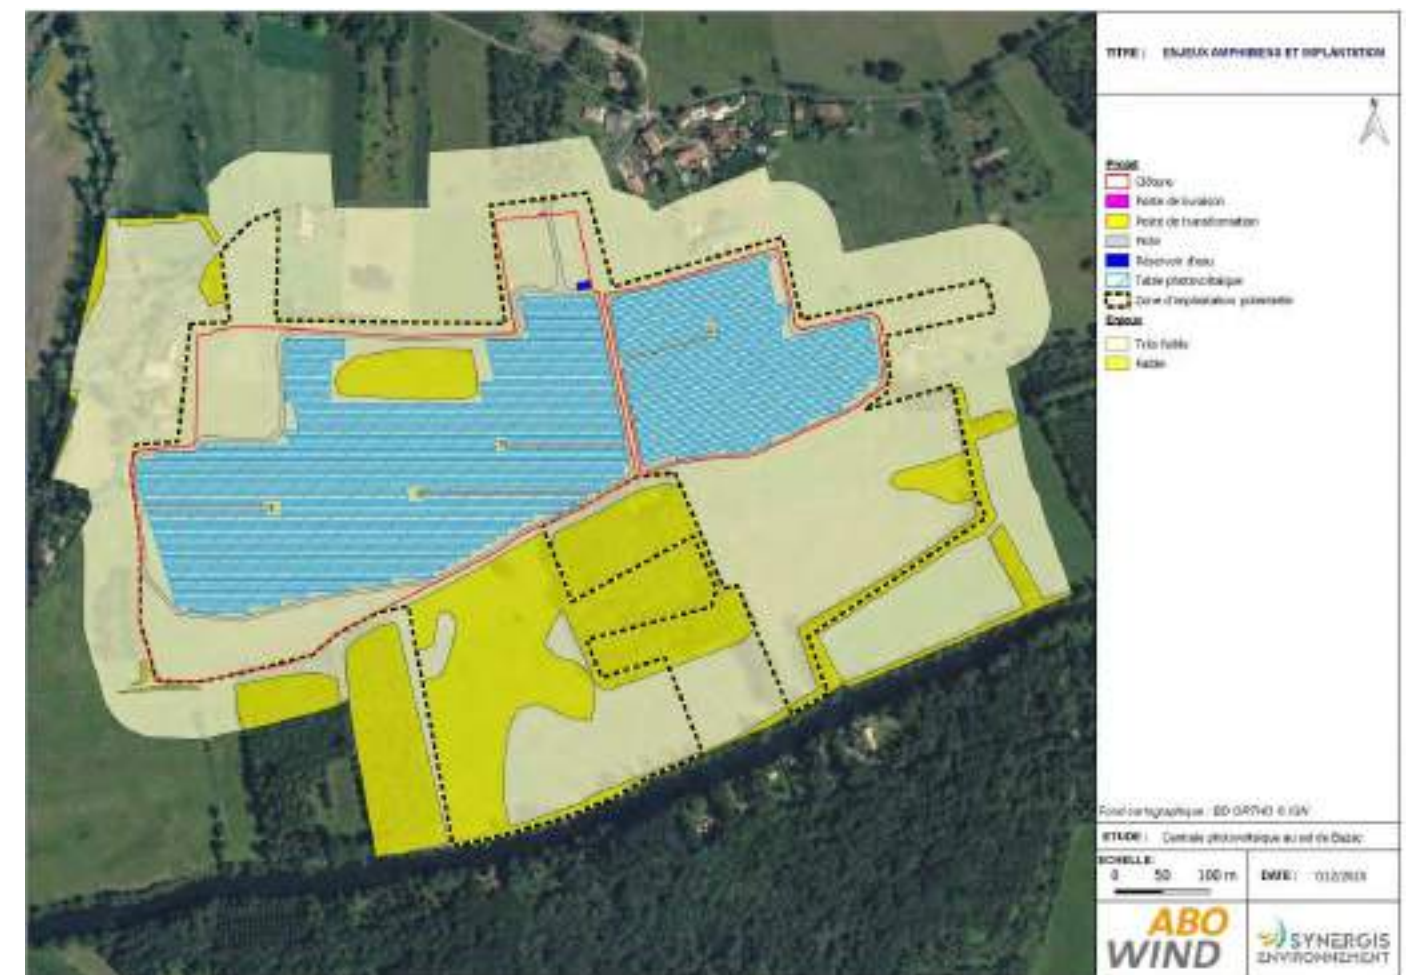 TITRE : ENJEUX AMPHIBIENS ET IMPLANTATION
N
Projet
Clôture
Poste de livraison
Poste de transformation
Piste
Réservoir d'eau
Table photovoltaïque
Zone d'implantation potentielle
Enjeux
Très faible
Faible
Fond cartographique : BD ORTHO © IGN
ETUDE : Centrale photovoltaïque au sol de Bazac
ECHELLE
0 50 100 m
DATE :
ABO
WIND
SYNERGIS
ENVIRONNEMENT